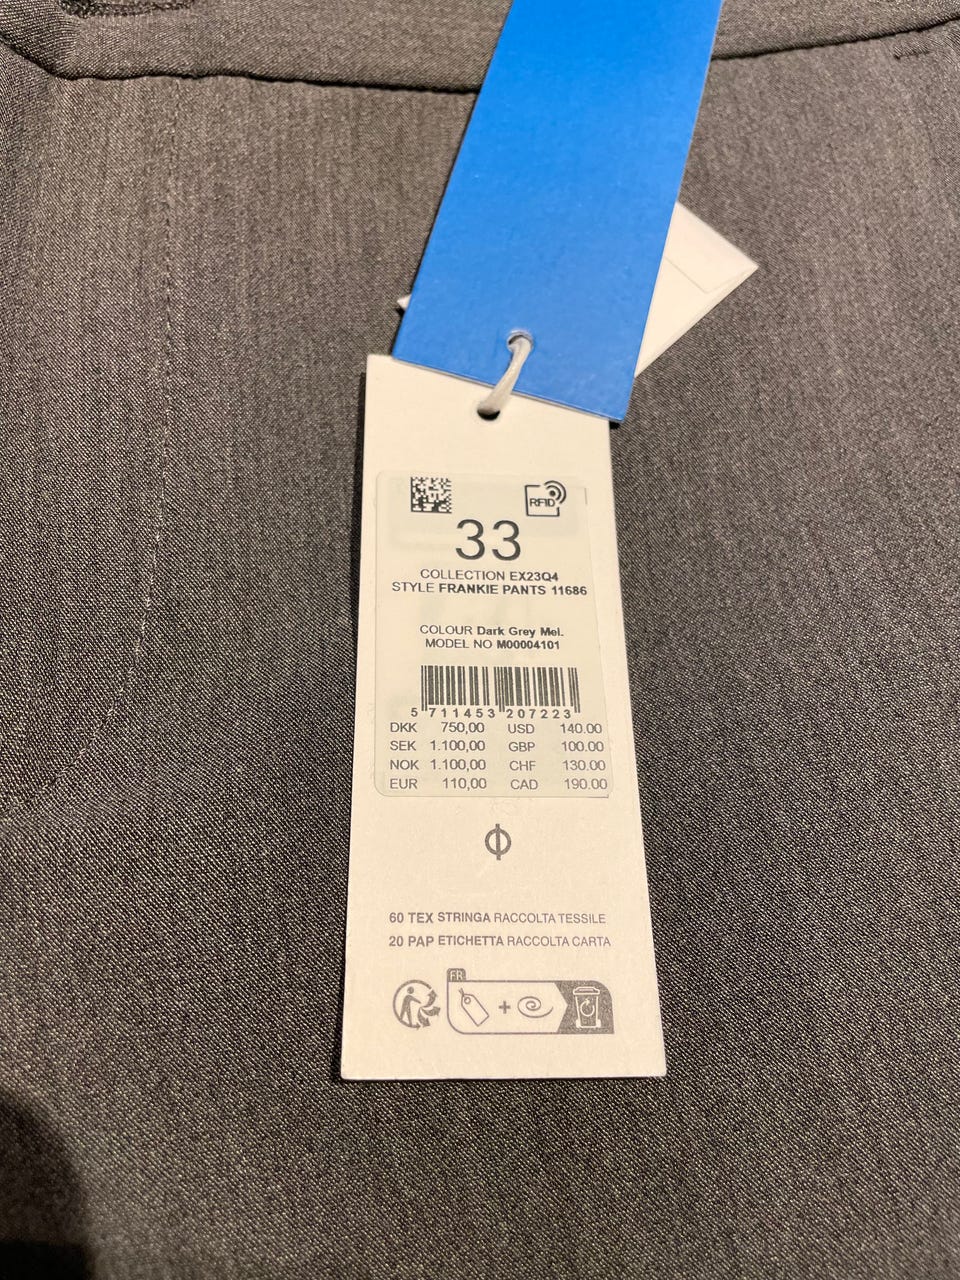 RFID
33
COLLECTION EX23Q4
STYLE FRANKIE PANTS 11686
COLOUR Dark Grey Mel.
MODEL NO M00004101
5 711453 207223
DKK 750,00 USD 140.00
SEK 1.100,00 GBP 100.00
NOK 1.100,00 CHF 130.00
EUR 110,00 CAD 190.00
60 TEX STRINGA RACCOLTA TESSILE
20 PAP ETICHETTA RACCOLTA CARTA
FR
+